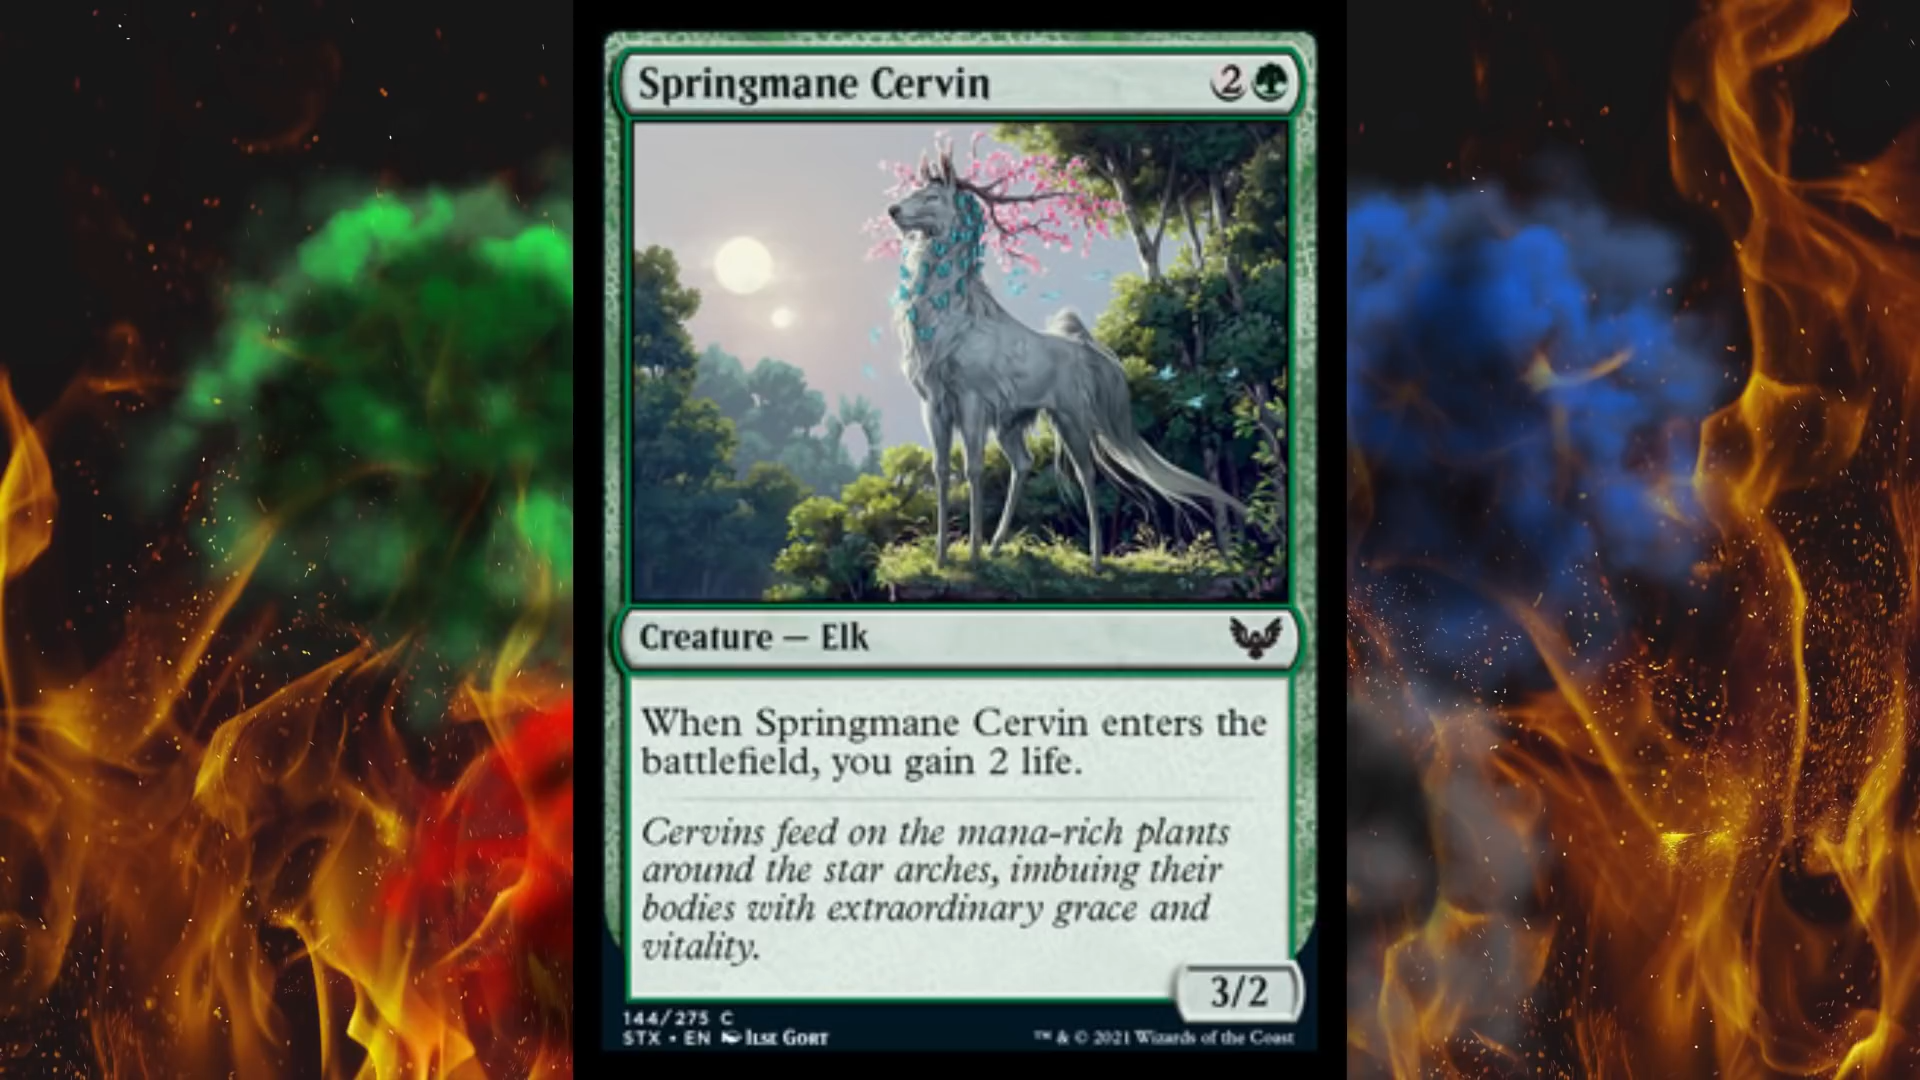 Springmane Cervin 2
Creature — Elk
When Springmane Cervin enters the
battlefield, you gain 2 life.
Cervins feed on the mana-rich plants
around the star arches, imbuing their
bodies with extraordinary grace and
vitality.
3/2
144/275 C
STX • EN Ilse Gort
™ & © 2021 Wizards of the Coast